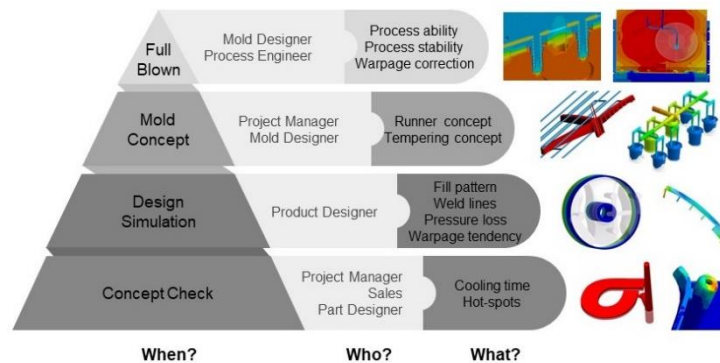 Full
Blown
Mold Designer
Process Engineer
Process ability
Process stability
Warpage correction
Mold
Concept
Project Manager
Mold Designer
Runner concept
Tempering concept
Design
Simulation
Product Designer
Fill pattern
Weld lines
Pressure loss
Warpage tendency
Concept Check
Project Manager
Sales
Part Designer
Cooling time
Hot-spots
When?
Who?
What?